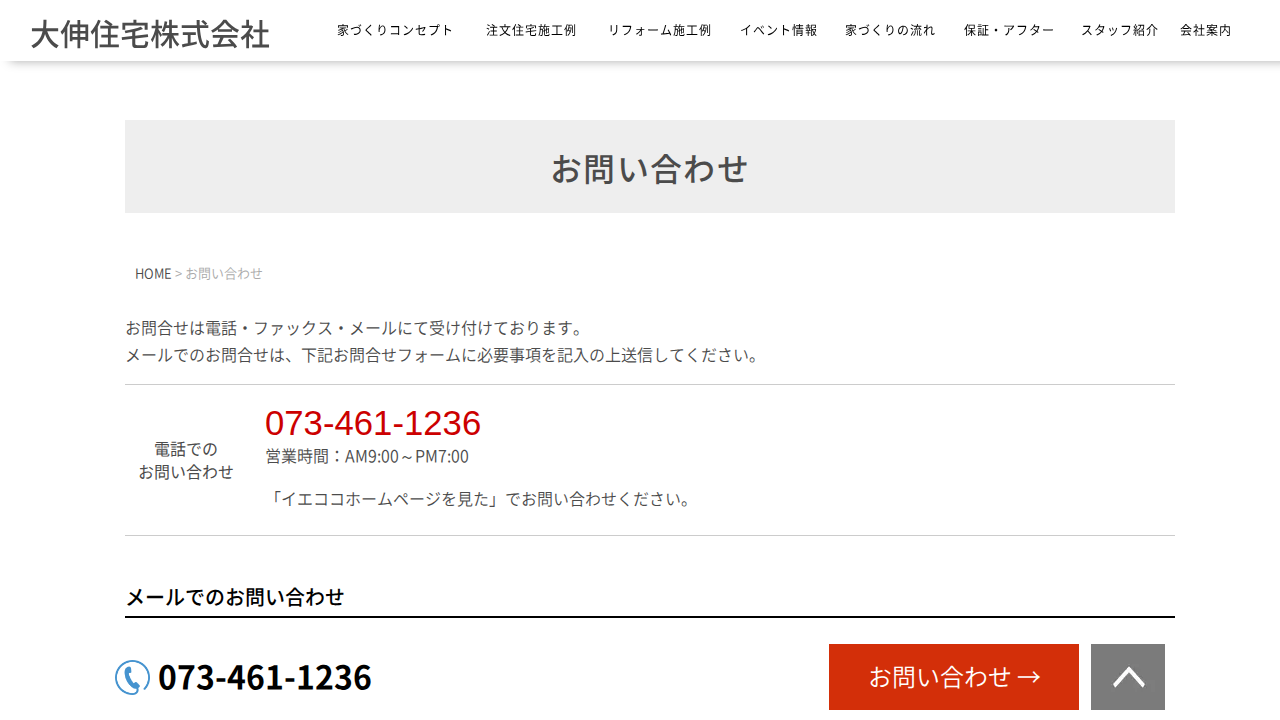 大伸住宅株式会社
家づくりコンセプト 注文住宅施工例 リフォーム施工例 イベント情報 家づくりの流れ 保証・アフター スタッフ紹介 会社案内
お問い合わせ
HOME > お問い合わせ
お問合せは電話・ファックス・メールにて受け付けております。
メールでのお問合せは、下記お問合せフォームに必要事項を記入の上送信してください。
電話での
お問い合わせ
073-461-1236
営業時間：AM9:00～PM7:00
「イエココホームページを見た」でお問い合わせください。
メールでのお問い合わせ
073-461-1236
お問い合わせ→